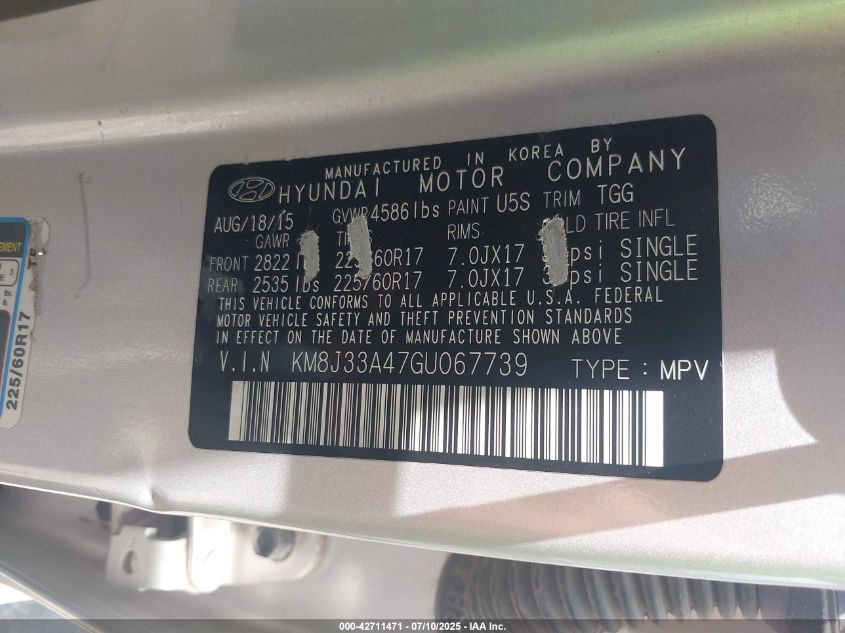 MANUFACTURED IN KOREA BY
HYUNDAI MOTOR COMPANY
AUG/18/15 GVWR 4586lbs PAINT U5S TRIM TGG
GAWR RIMS TIRE INFL
FRONT 2822 7.0JX17 psi SINGLE
REAR 2535 lbs 225/60R17 7.0JX17 psi SINGLE
THIS VEHICLE CONFORMS TO ALL APPLICABLE U.S.A. FEDERAL
MOTOR VEHICLE SAFETY AND THEFT PREVENTION STANDARDS
IN EFFECT ON THE DATE OF MANUFACTURE SHOWN ABOVE
V.I.N KM8J33A47GU067739 TYPE : MPV
225/60R17
000-42711471 - 07/10/2025 - IAA Inc.